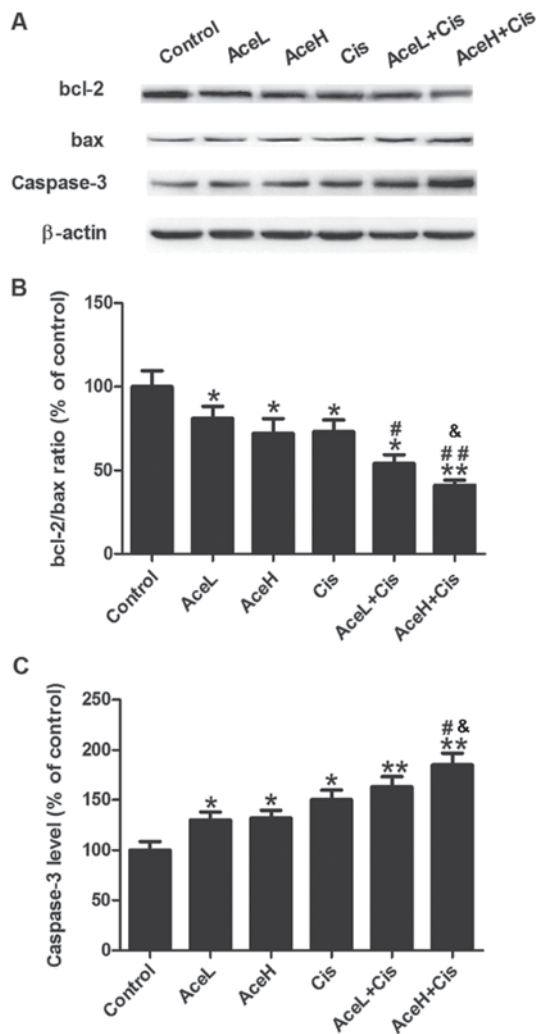 A
Control AceL AceH Cis AceL+Cis AceH+Cis
bcl-2
bax
Caspase-3
β-actin
B
bcl-2/bax ratio (% of control)
150
100
50
0
*
*
*
#
*
&
##
**
Control AceL AceH Cis AceL+Cis AceH+Cis
C
Caspase-3 level (% of control)
250
200
150
100
50
0
*
*
*
**
# &
**
Control AceL AceH Cis AceL+Cis AceH+Cis